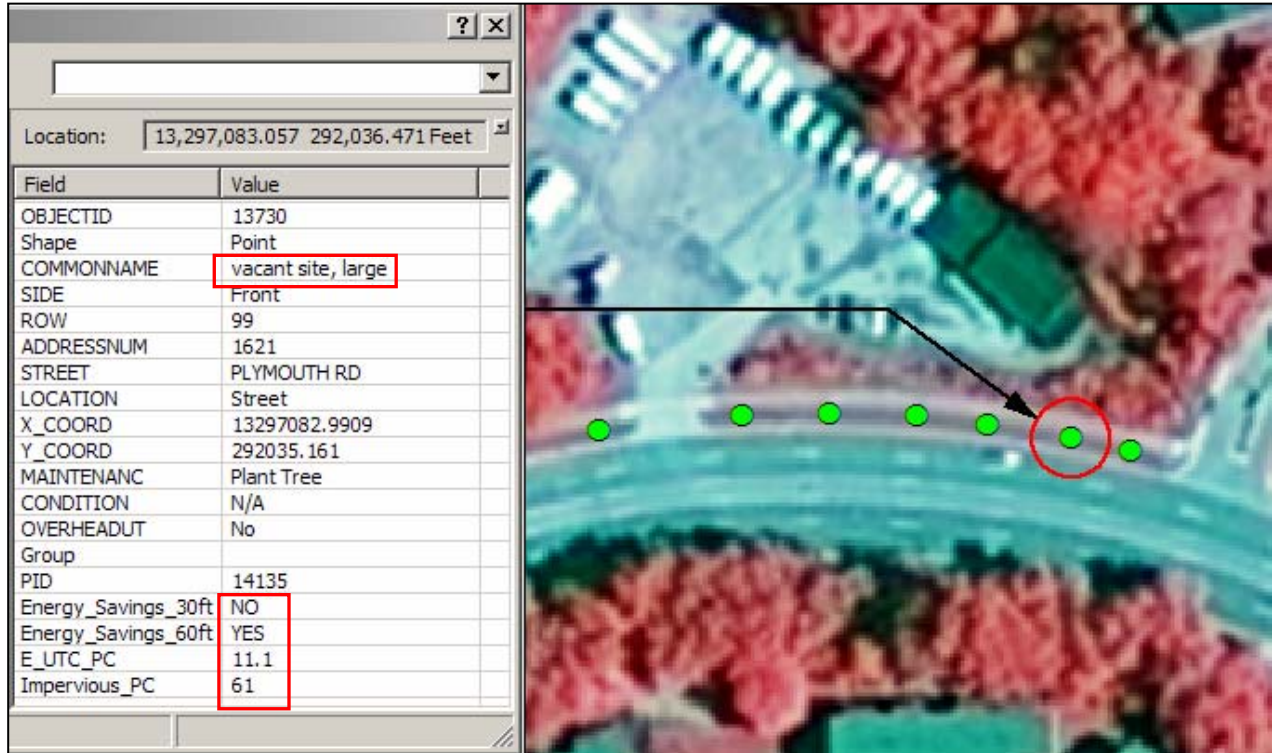 ?
Location: 13,297,083.057 292,036.471 Feet
Field Value
OBJECTID 13730
Shape Point
COMMONNAME vacant site, large
SIDE Front
ROW 99
ADDRESSNUM 1621
STREET PLYMOUTH RD
LOCATION Street
X_COORD 13297082.9909
Y_COORD 292035.161
MAINTENANC Plant Tree
CONDITION N/A
OVERHEADUT No
Group
PID 14135
Energy_Savings_30ft NO
Energy_Savings_60ft YES
E_UTC_PC 11.1
Impervious_PC 61